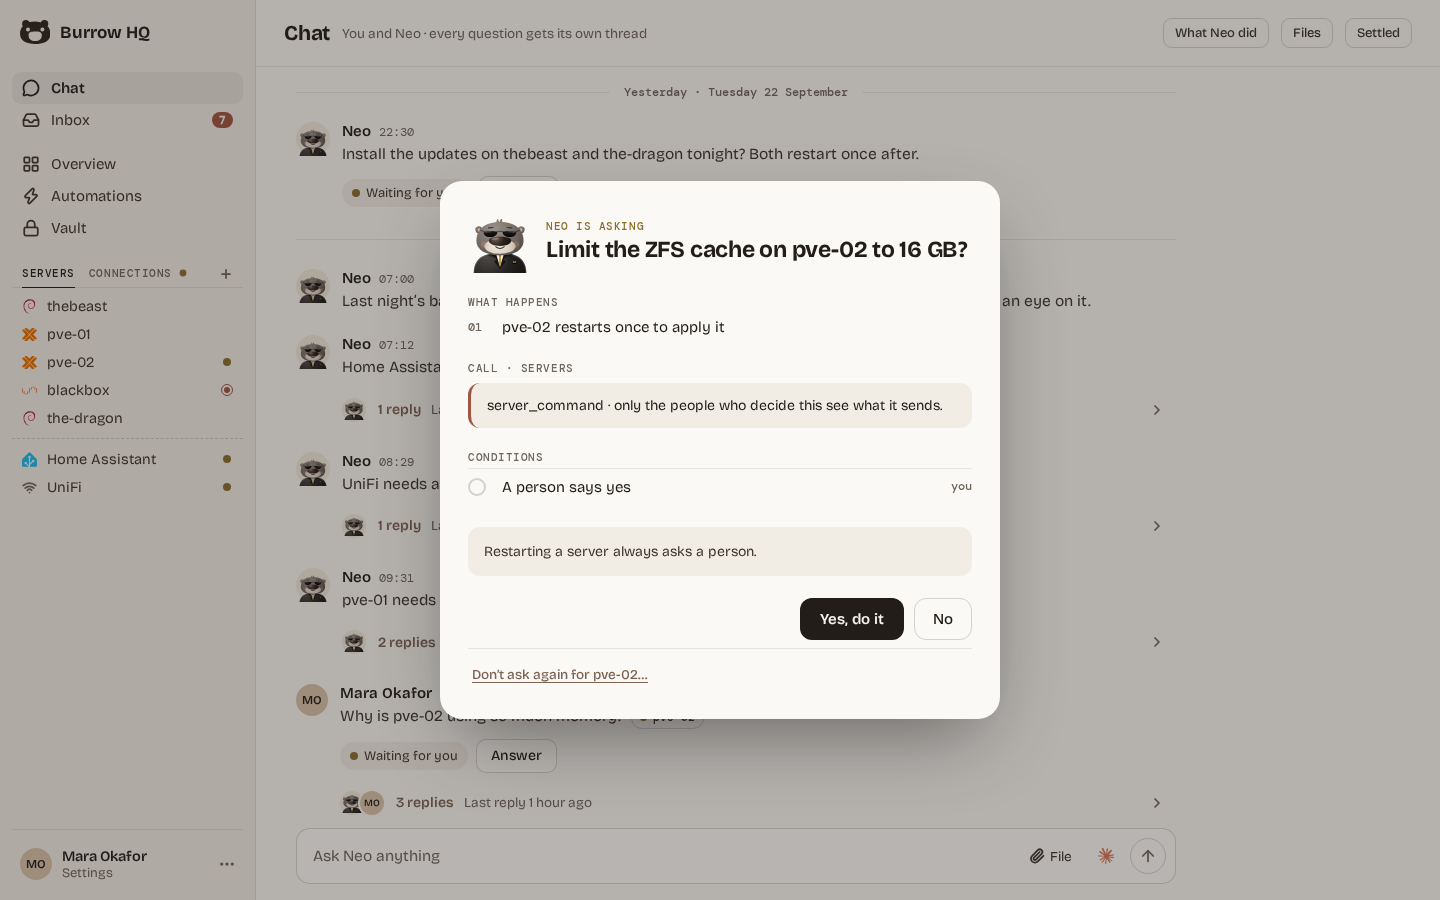 Burrow HQ
Chat
Inbox
7
Overview
Automations
Vault
SERVERS
CONNECTIONS
thebeast
pve-01
pve-02
blackbox
the-dragon
Home Assistant
UniFi
MO
Mara Okafor
Settings
Chat
You and Neo · every question gets its own thread
What Neo did
Files
Settled
Yesterday · Tuesday 22 September
Neo 22:30
Install the updates on thebeast and the-dragon tonight? Both restart once after.
Waiting for
Neo 07:00
Last night's
an eye on it.
Neo 07:12
Home
1 reply
Neo 08:29
UniFi needs
1 reply
Neo 09:31
pve-01 needs
2 replies
MO
Mara Okafor
Why is pve-02 using so much memory?
pve-02
Waiting for you
Answer
MO
3 replies Last reply 1 hour ago
Ask Neo anything
File
NEO IS ASKING
Limit the ZFS cache on pve-02 to 16 GB?
WHAT HAPPENS
01 pve-02 restarts once to apply it
CALL · SERVERS
server_command · only the people who decide this see what it sends.
CONDITIONS
A person says yes
you
Restarting a server always asks a person.
Yes, do it
No
Don't ask again for pve-02…